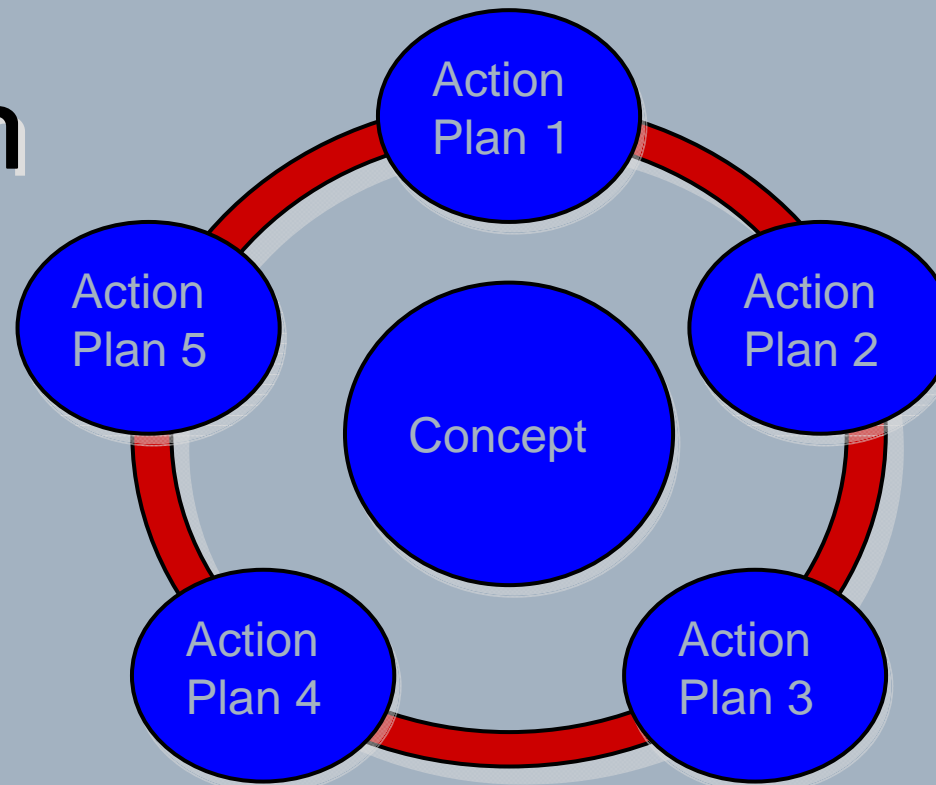 n
Action
Plan 1
Action
Plan 5
Action
Plan 2
Concept
Action
Plan 4
Action
Plan 3